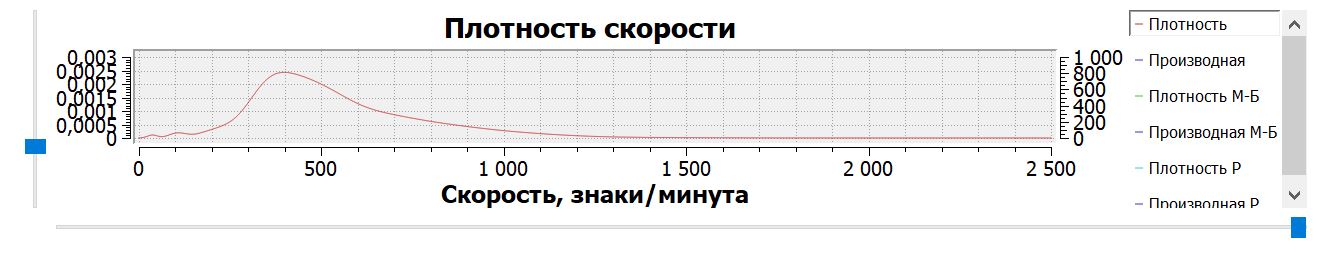 Плотность скорости
0,003
0,0025
0,002
0,0015
0,001
0,0005
0
1 000
800
600
400
200
0
0 500 1 000 1 500 2 000 2 500
Скорость, знаки/минута
Плотность
Производная
Плотность М-Б
Производная М-Б
Плотность Р
Производная Р